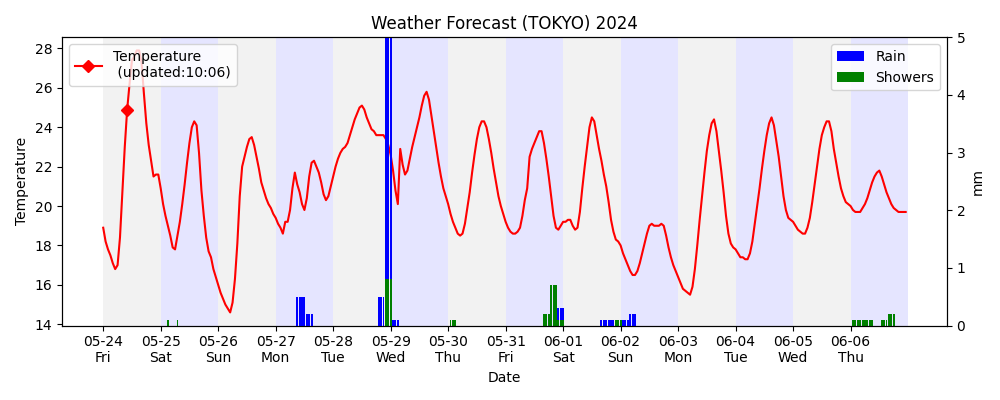 Weather Forecast (TOKYO) 2024
Temperature
(updated:10:06)
Rain
Showers
28
26
24
22
20
18
16
14
Temperature
5
4
3
2
1
0
mm
05-24 05-25 05-26 05-27 05-28 05-29 05-30 05-31 06-01 06-02 06-03 06-04 06-05 06-06
Fri Sat Sun Mon Tue Wed Thu Fri Sat Sun Mon Tue Wed Thu
Date